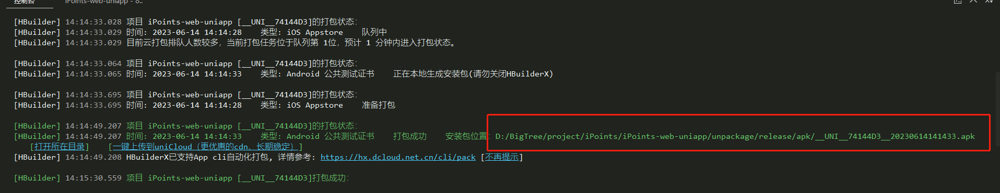 控制台 iPoints-web-uniapp - 8..
[HBuilder] 14:14:33.028 项目 iPoints-web-uniapp [__UNI__74144D3]的打包状态:
[HBuilder] 14:14:33.029 时间: 2023-06-14 14:14:28 类型: iOS Appstore 队列中
[HBuilder] 14:14:33.029 目前云打包排队人数较多，当前打包任务位于队列第 1位，预计 1 分钟内进入打包状态。
[HBuilder] 14:14:33.064 项目 iPoints-web-uniapp [__UNI__74144D3]的打包状态:
[HBuilder] 14:14:33.065 时间: 2023-06-14 14:14:33 类型: Android 公共测试证书 正在本地生成安装包(请勿关闭HBuilderX)
[HBuilder] 14:14:33.695 项目 iPoints-web-uniapp [__UNI__74144D3]的打包状态:
[HBuilder] 14:14:33.695 时间: 2023-06-14 14:14:28 类型: iOS Appstore 准备打包
[HBuilder] 14:14:49.207 项目 iPoints-web-uniapp [__UNI__74144D3]的打包状态:
[HBuilder] 14:14:49.207 时间: 2023-06-14 14:14:33 类型: Android 公共测试证书 打包成功 安装包位置: D:/BigTree/project/iPoints/iPoints-web-uniapp/unpackage/release/apk/__UNI__74144D3__20230614141433.apk
[打开所在目录] [一键上传到uniCloud（更优惠的cdn、长期稳定）]
[HBuilder] 14:14:49.208 HBuilderX已支持App cli自动化打包, 详情参考: https://hx.dcloud.net.cn/cli/pack [不再提示]
[HBuilder] 14:15:30.559 项目 iPoints-web-uniapp [__UNI__74144D3]打包成功: